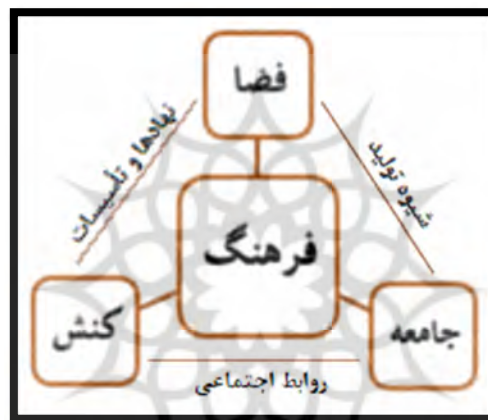 فضا
نهادها و تأسیسات
شیوه تولید
فرهنگ
کنش
جامعه
روابط اجتماعی